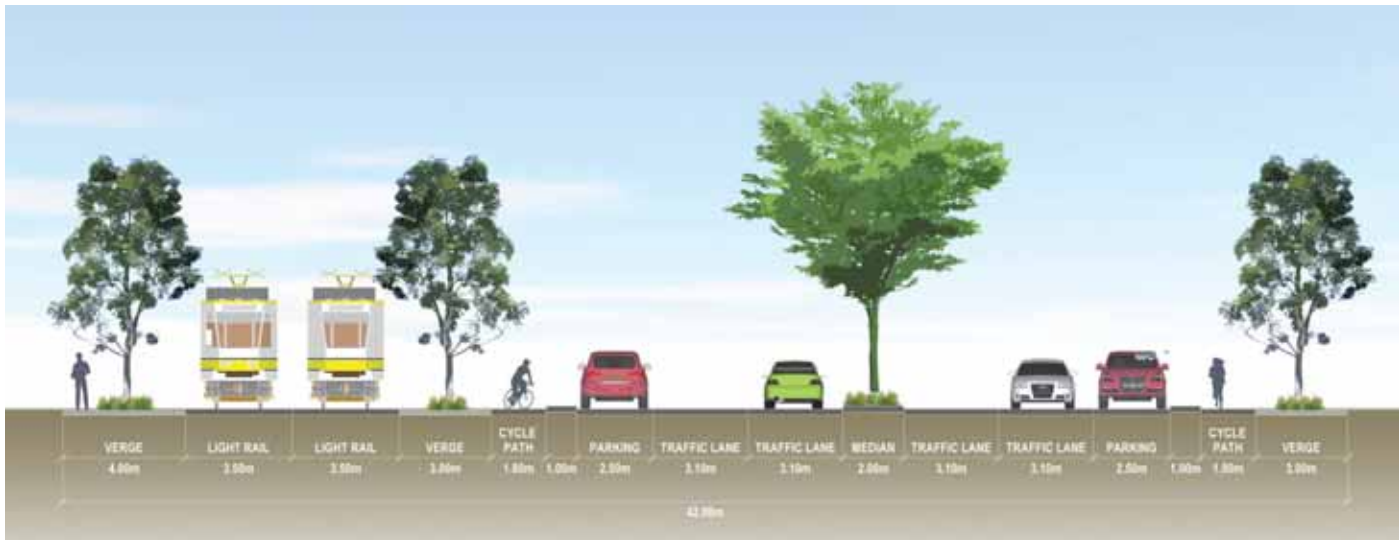 CYCLE CYCLE
VERGE LIGHT RAIL LIGHT RAIL VERGE PATH PARKING TRAFFIC LANE TRAFFIC LANE MEDIAN TRAFFIC LANE TRAFFIC LANE PARKING PATH VERGE
4.00m 3.50m 3.50m 3.00m 1.80m 1.00m 2.50m 3.10m 3.10m 2.00m 3.10m 3.10m 2.50m 1.00m 1.80m 3.00m
42.00m